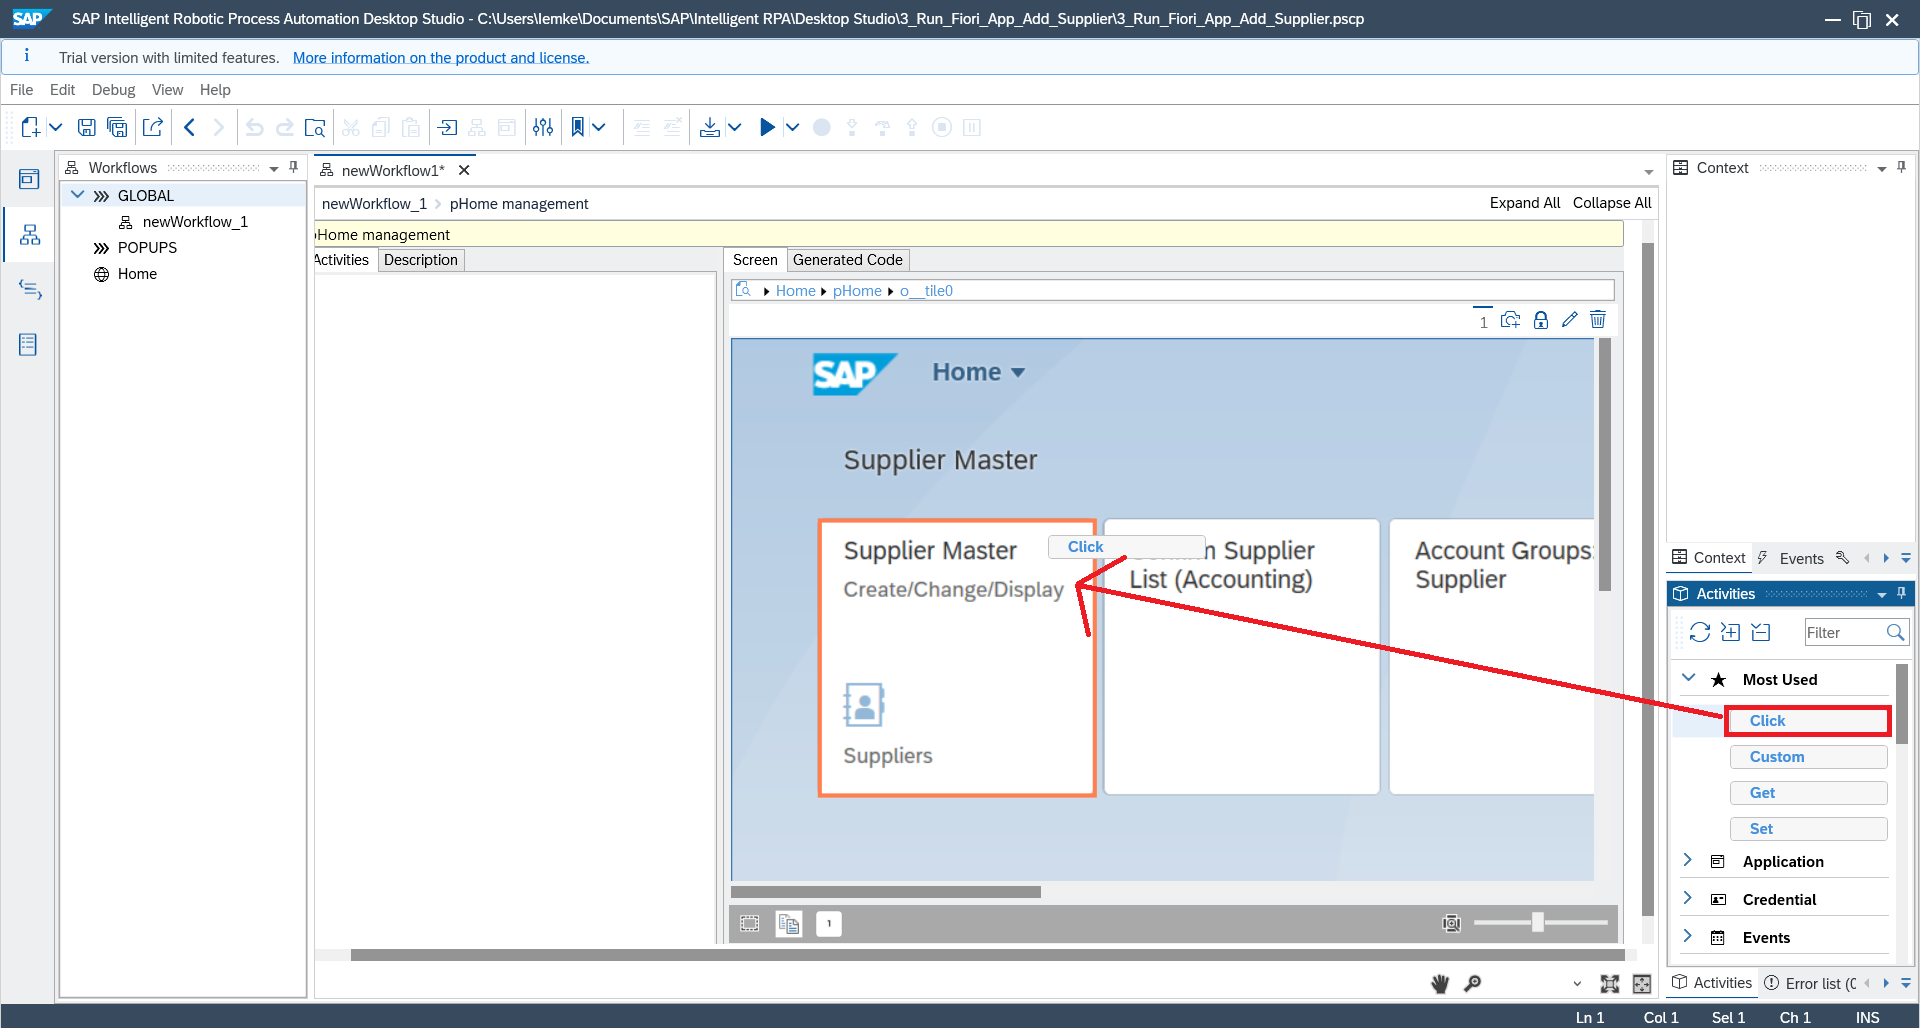 SAP SAP Intelligent Robotic Process Automation Desktop Studio - C:\Users\Iemke\Documents\SAP\Intelligent RPA\Desktop Studio\3_Run_Fiori_App_Add_Supplier\3_Run_Fiori_App_Add_Supplier.pscp
i Trial version with limited features. More information on the product and license.
File Edit Debug View Help
Workflows
GLOBAL
newWorkflow_1
POPUPS
Home
newWorkflow1*
newWorkflow_1 > pHome management
Expand All Collapse All
pHome management
Activities Description
Screen Generated Code
Home pHome o__tile0
1
SAP Home
Supplier Master
Supplier Master
Create/Change/Display
Suppliers
Click
Supplier
List (Accounting)
Account Groups:
Supplier
1
Context
Context Events
Activities
Filter
Most Used
Click
Custom
Get
Set
Application
Credential
Events
Activities Error list (
Ln 1 Col 1 Sel 1 Ch 1 INS